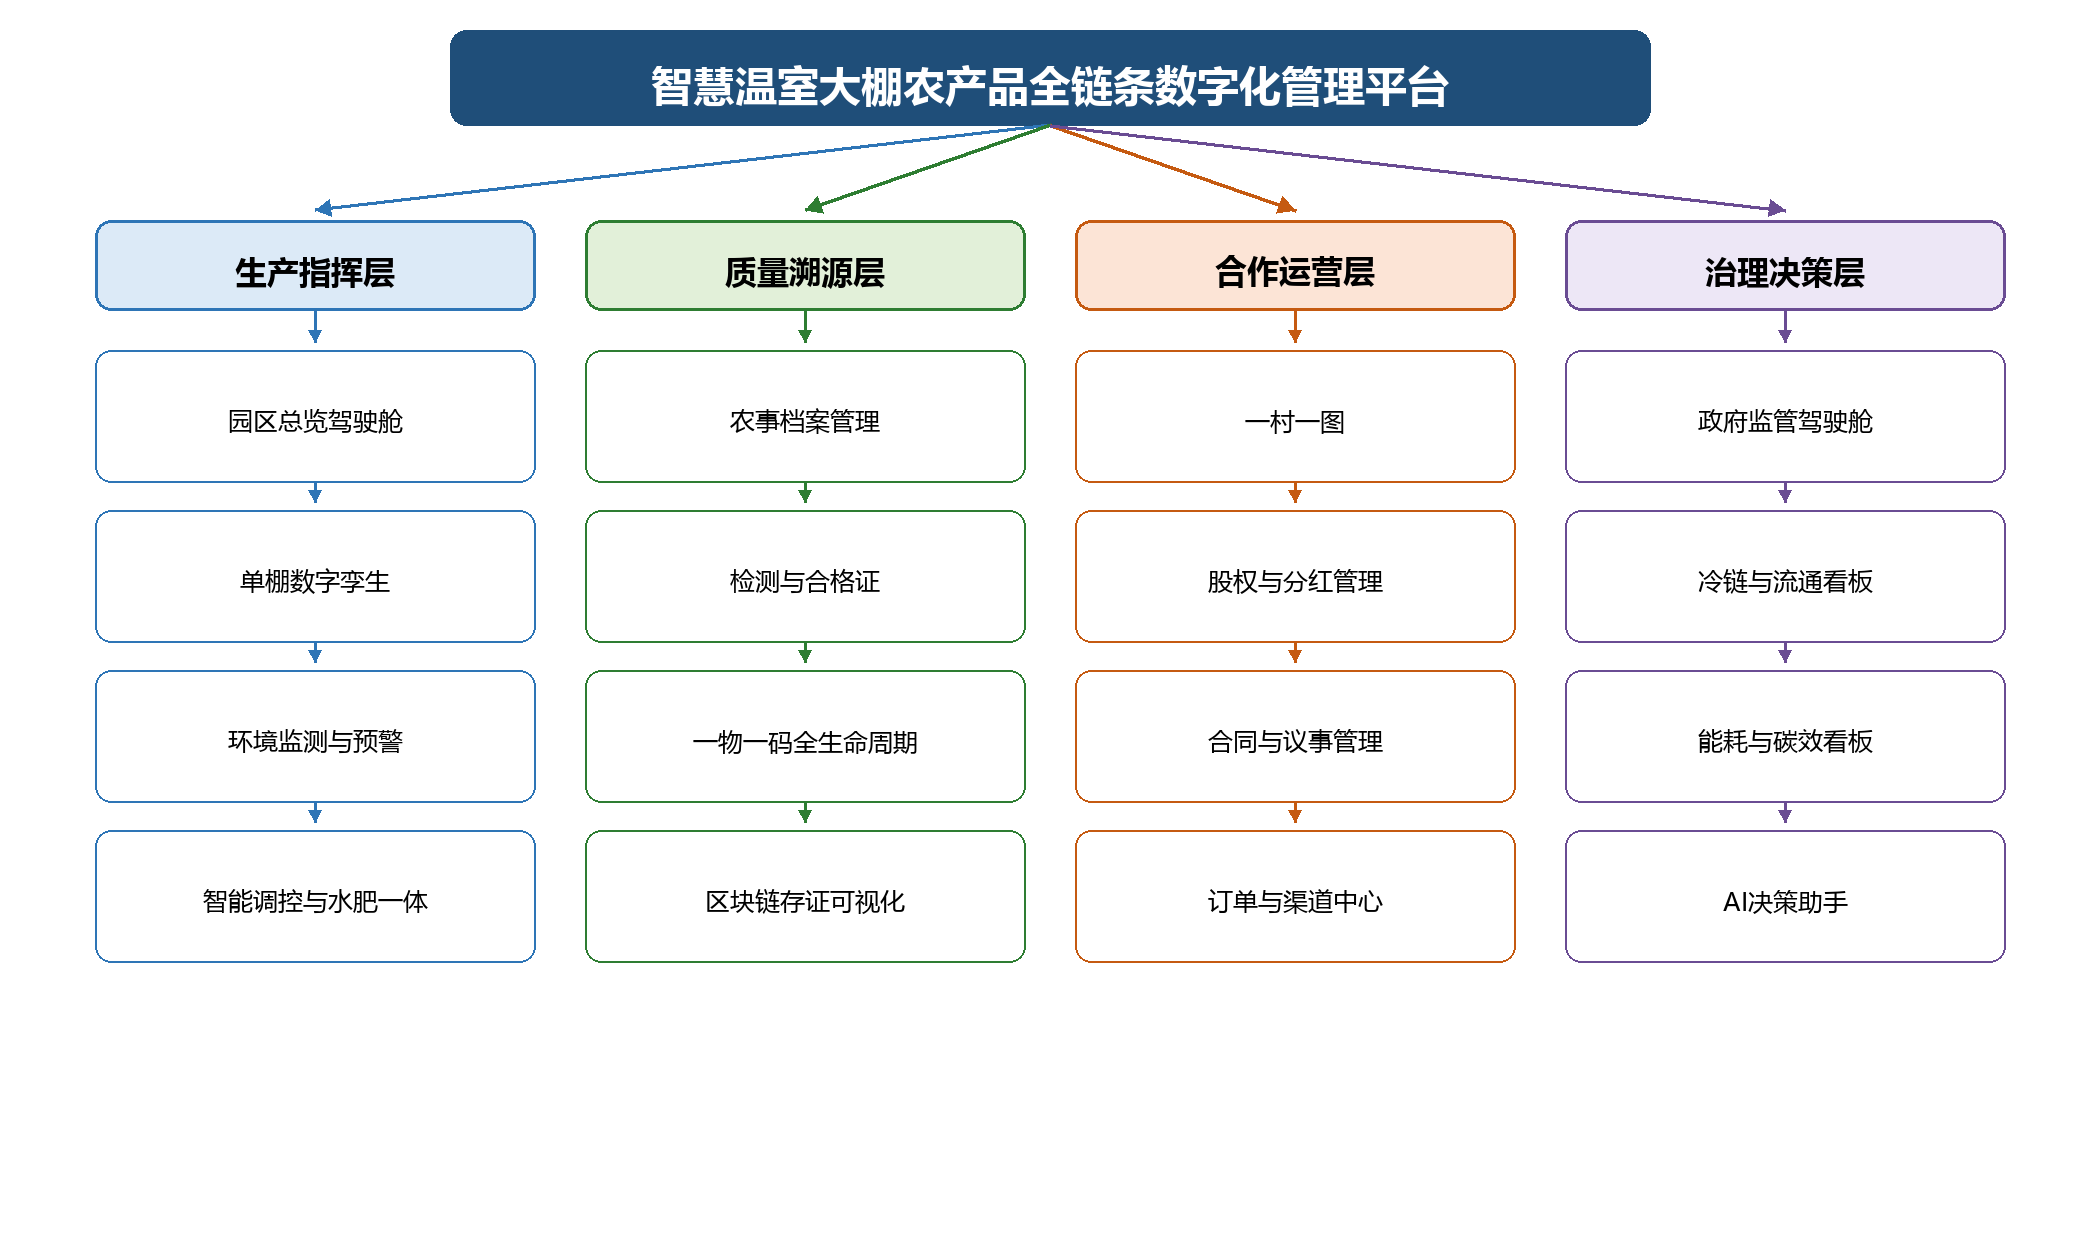 智慧温室大棚农产品全链条数字化管理平台
生产指挥层
园区总览驾驶舱
单棚数字孪生
环境监测与预警
智能调控与水肥一体
质量溯源层
农事档案管理
检测与合格证
一物一码全生命周期
区块链存证可视化
合作运营层
一村一图
股权与分红管理
合同与议事管理
订单与渠道中心
治理决策层
政府监管驾驶舱
冷链与流通看板
能耗与碳效看板
AI决策助手